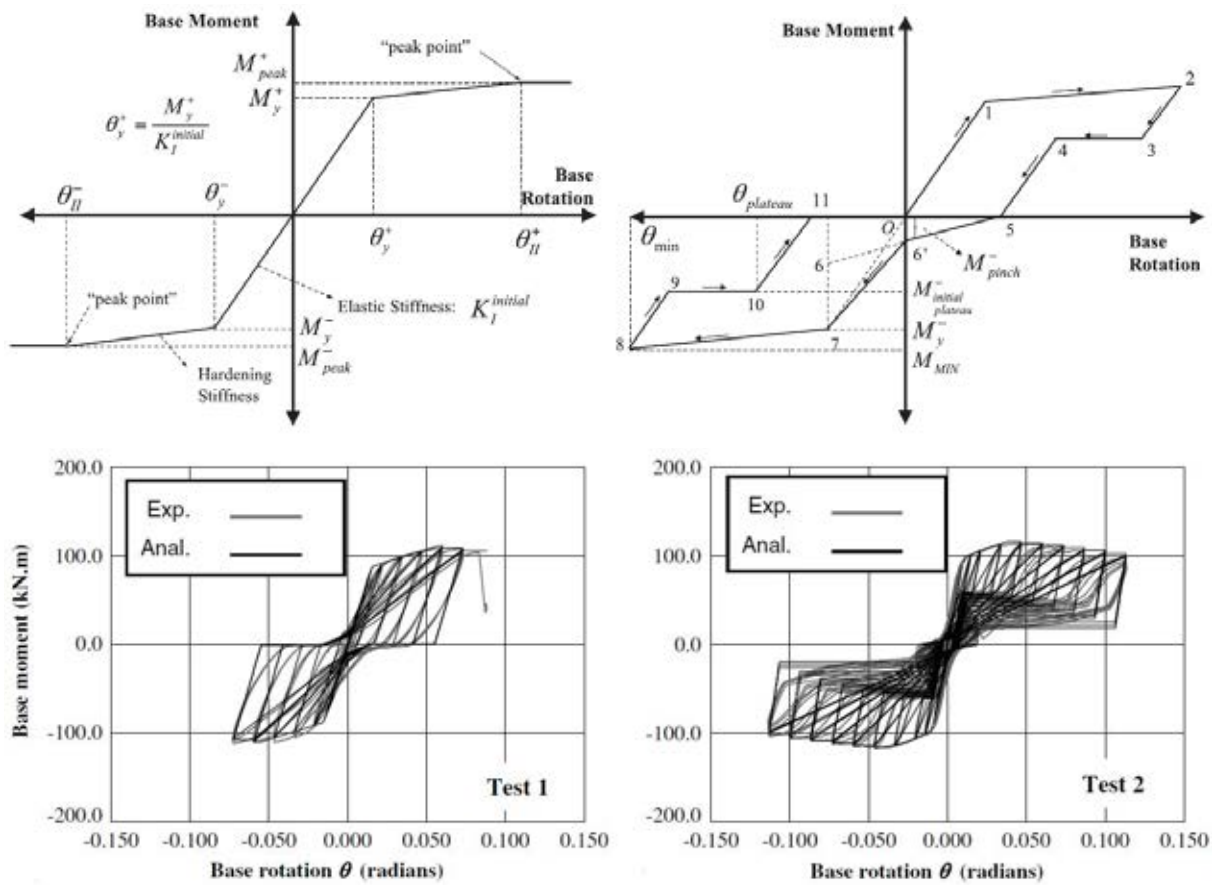 Base Moment
"peak point"
M⁺peak
M⁺y
θ⁺y = M⁺y / K_I^initial
Base
Rotation
θ⁻II
θ⁻y
θ⁺y
θ⁺II
"peak point"
Elastic Stiffness: K_I^initial
M⁻y
M⁻peak
Hardening
Stiffness
Base Moment
2
1
4
3
θplateau
11
O
5
θmin
6
6'
M⁻pinch
Base
Rotation
9
10
M⁻initial plateau
M⁻y
8
7
M_MIN
200.0
100.0
0.0
-100.0
-200.0
Base moment (kN.m)
Exp.
Anal.
Test 1
-0.150
-0.100
-0.050
0.000
0.050
0.100
0.150
Base rotation θ (radians)
200.0
100.0
0.0
-100.0
-200.0
Exp.
Anal.
Test 2
-0.150
-0.100
-0.050
0.000
0.050
0.100
0.150
Base rotation θ (radians)